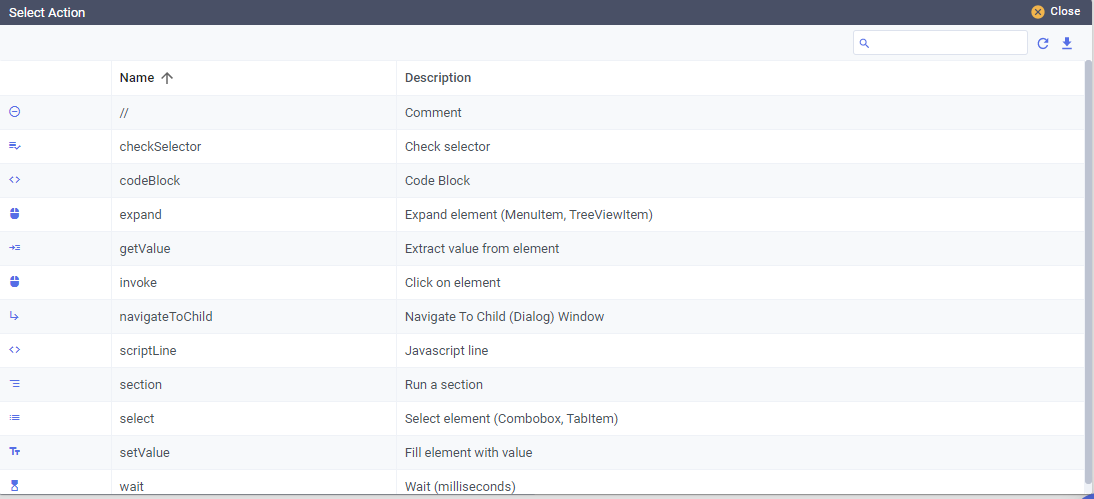 Select Action
Close
Name Description
// Comment
checkSelector Check selector
codeBlock Code Block
expand Expand element (MenuItem, TreeViewItem)
getValue Extract value from element
invoke Click on element
navigateToChild Navigate To Child (Dialog) Window
scriptLine Javascript line
section Run a section
select Select element (Combobox, TabItem)
setValue Fill element with value
wait Wait (milliseconds)